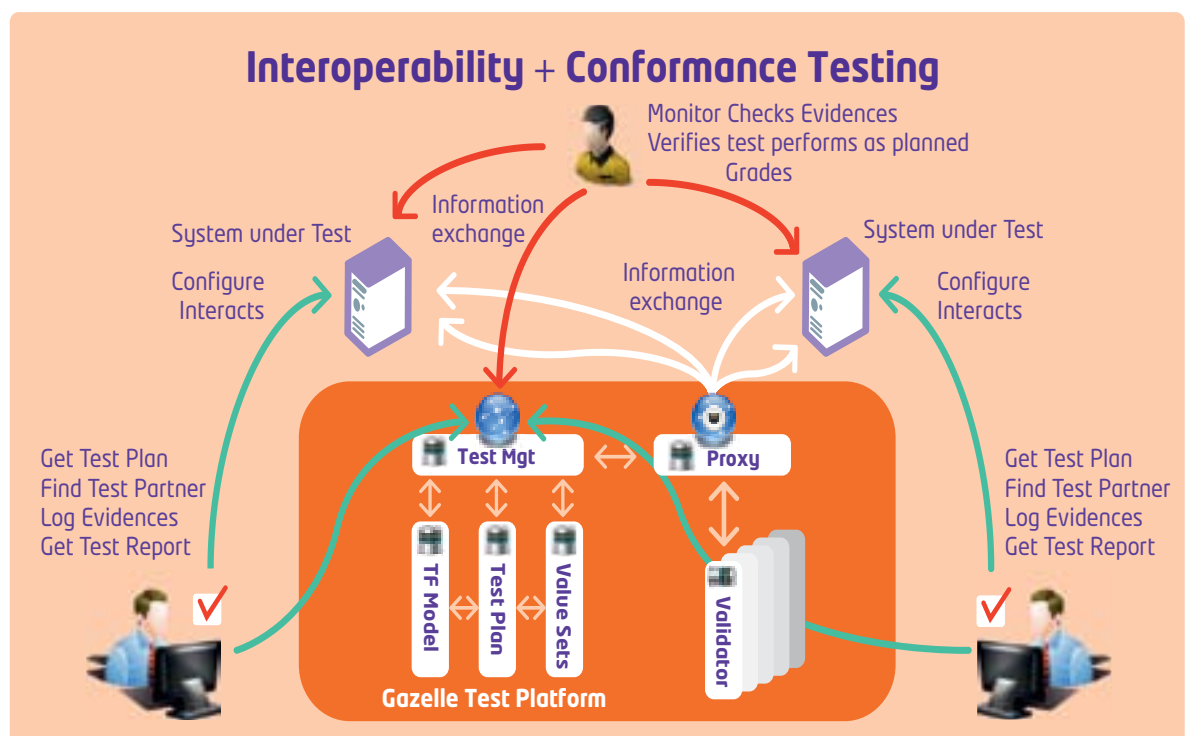 Interoperability + Conformance Testing
Monitor Checks Evidences
Verifies test performs as planned
Grades
Information
exchange
System under Test
Configure
Interacts
Information
exchange
System under Test
Configure
Interacts
Get Test Plan
Find Test Partner
Log Evidences
Get Test Report
Test Mgt
Proxy
Get Test Plan
Find Test Partner
Log Evidences
Get Test Report
TF Model
Test Plan
Value Sets
Validator
Gazelle Test Platform